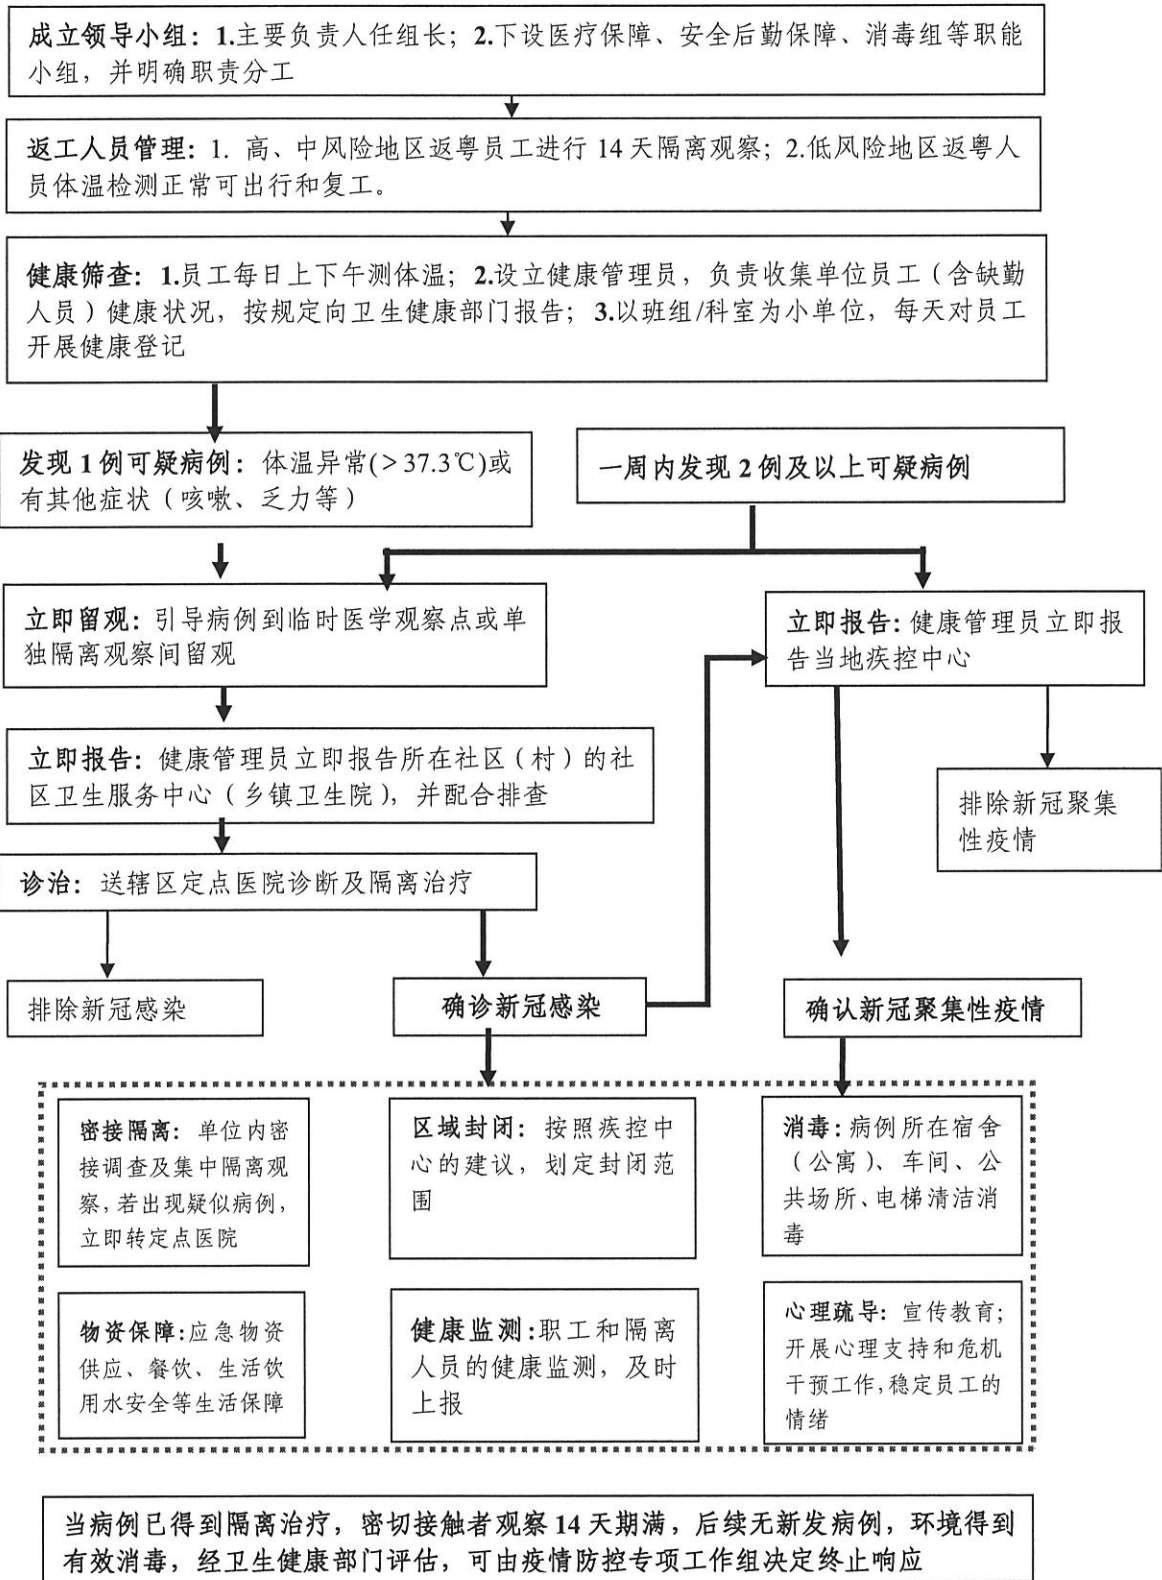 成立领导小组：1.主要负责人任组长；2.下设医疗保障、安全后勤保障、消毒组等职能
小组，并明确职责分工
返工人员管理：1. 高、中风险地区返粤员工进行 14 天隔离观察；2.低风险地区返粤人
员体温检测正常可出行和复工。
健康筛查：1.员工每日上下午测体温；2.设立健康管理员，负责收集单位员工（含缺勤
人员）健康状况，按规定向卫生健康部门报告；3.以班组/科室为小单位，每天对员工
开展健康登记
发现 1 例可疑病例：体温异常(>37.3℃)或
有其他症状（咳嗽、乏力等）
一周内发现 2 例及以上可疑病例
立即留观：引导病例到临时医学观察点或单
独隔离观察间留观
立即报告：健康管理员立即报
告当地疾控中心
立即报告：健康管理员立即报告所在社区（村）的社
区卫生服务中心（乡镇卫生院），并配合排查
排除新冠聚集
性疫情
诊治：送辖区定点医院诊断及隔离治疗
排除新冠感染
确诊新冠感染
确认新冠聚集性疫情
密接隔离：单位内密
接调查及集中隔离观
察，若出现疑似病例，
立即转定点医院
区域封闭：按照疾控中
心的建议，划定封闭范
围
消毒：病例所在宿舍
（公寓）、车间、公
共场所、电梯清洁消
毒
物资保障：应急物资
供应、餐饮、生活饮
用水安全等生活保障
健康监测：职工和隔离
人员的健康监测，及时
上报
心理疏导：宣传教育；
开展心理支持和危机
干预工作，稳定员工的
情绪
当病例已得到隔离治疗，密切接触者观察 14 天期满，后续无新发病例，环境得到
有效消毒，经卫生健康部门评估，可由疫情防控专项工作组决定终止响应